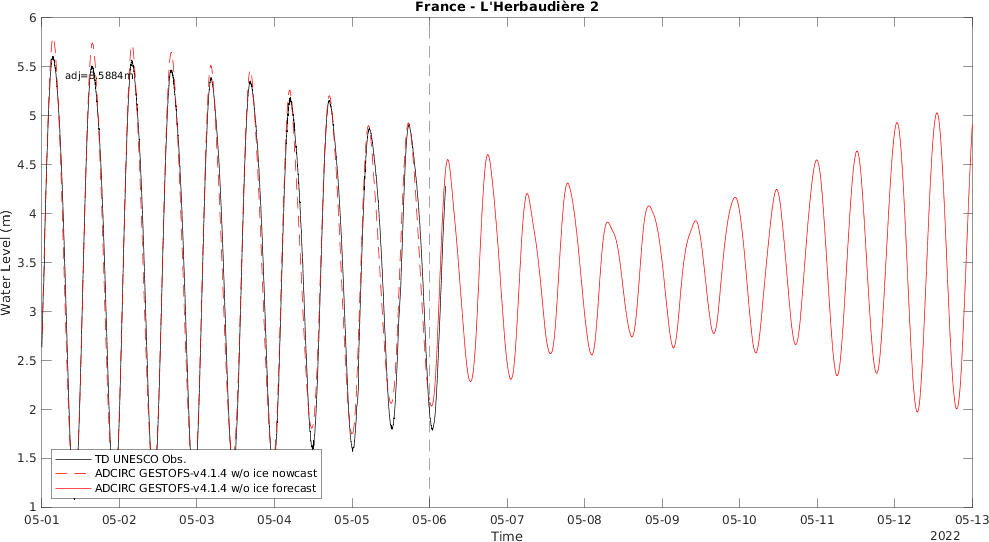 France - L'Herbaudière 2
6
5.5
5
4.5
4
3.5
3
2.5
2
1.5
1
Water Level (m)
adj=3.5884m
TD UNESCO Obs.
ADCIRC GESTOFS-v4.1.4 w/o ice nowcast
ADCIRC GESTOFS-v4.1.4 w/o ice forecast
05-01 05-02 05-03 05-04 05-05 05-06 05-07 05-08 05-09 05-10 05-11 05-12 05-13
Time
2022